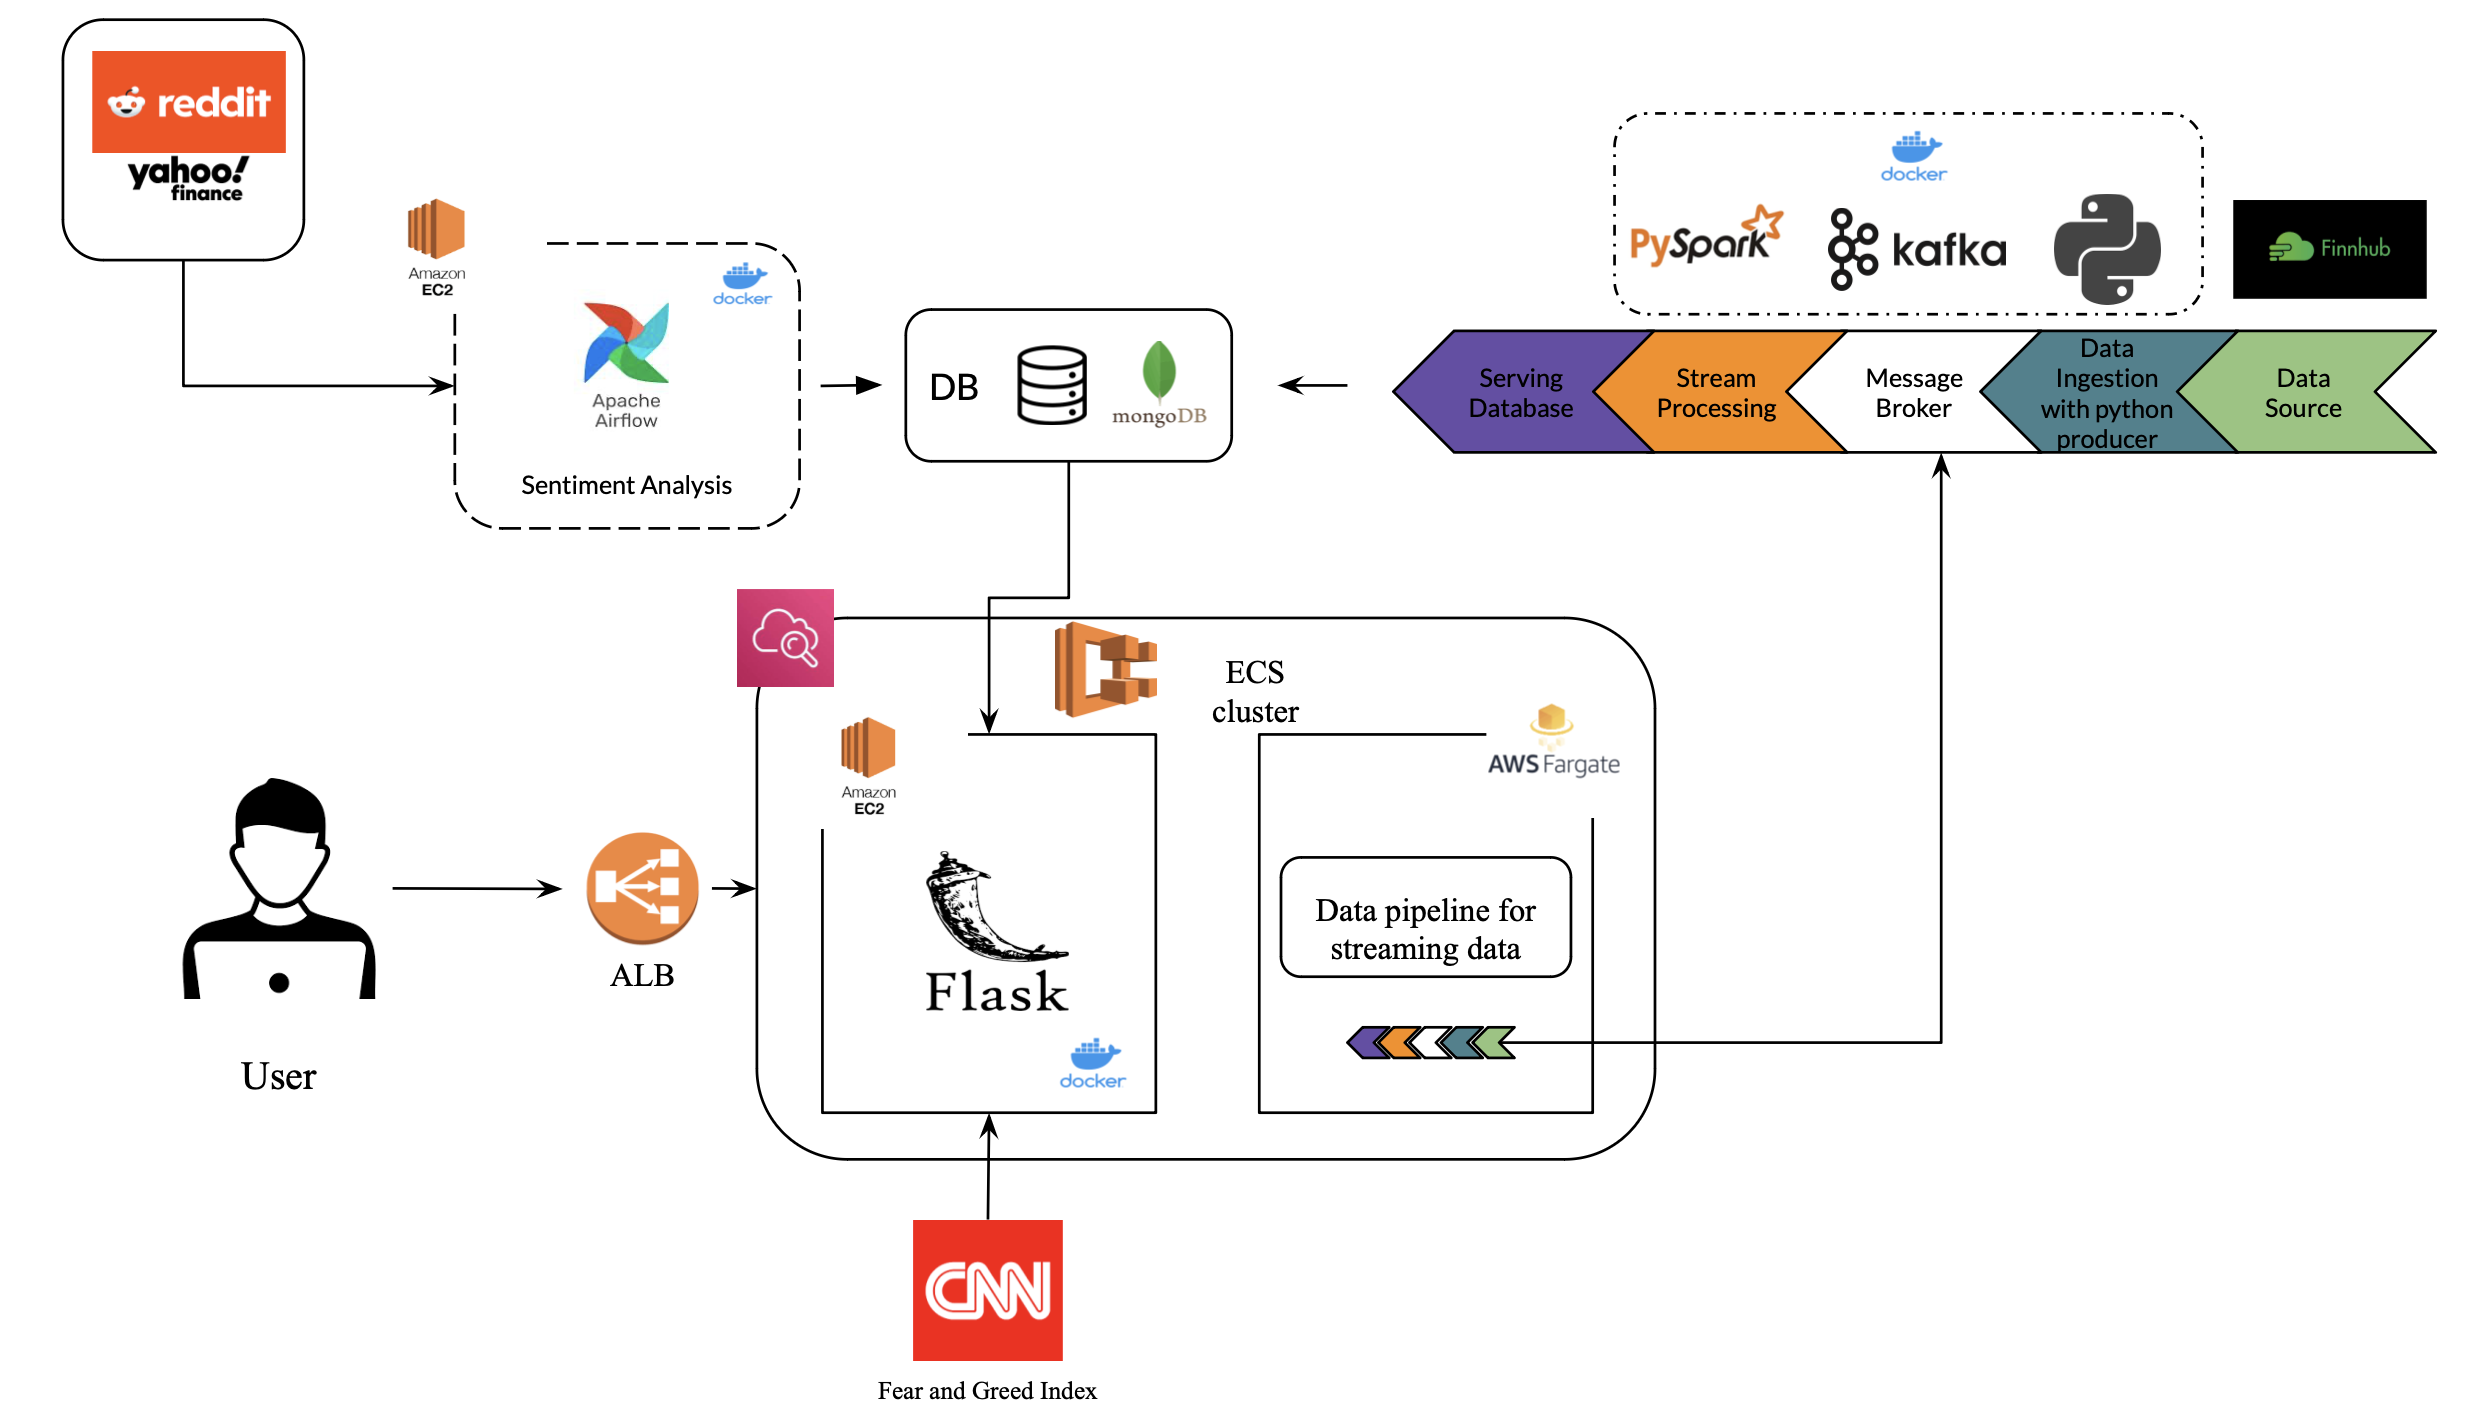 reddit
yahoo!
finance
Amazon
EC2
docker
Apache
Airflow
Sentiment Analysis
DB
mongoDB
docker
PySpark
kafka
Finnhub
Serving
Database
Stream
Processing
Message
Broker
Data
Ingestion
with python
producer
Data
Source
ECS
cluster
Amazon
EC2
AWS Fargate
Flask
docker
Data pipeline for
streaming data
ALB
User
CNN
Fear and Greed Index